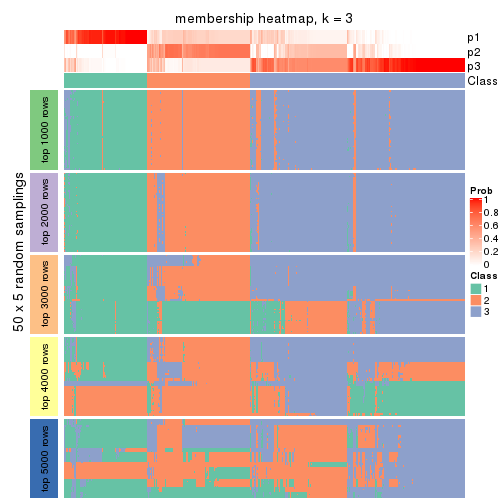 membership heatmap, k = 3
p1
p2
p3
Class
50 x 5 random samplings
top 1000 rows
top 2000 rows
top 3000 rows
top 4000 rows
top 5000 rows
Prob
1
0.8
0.6
0.4
0.2
0
Class
1
2
3